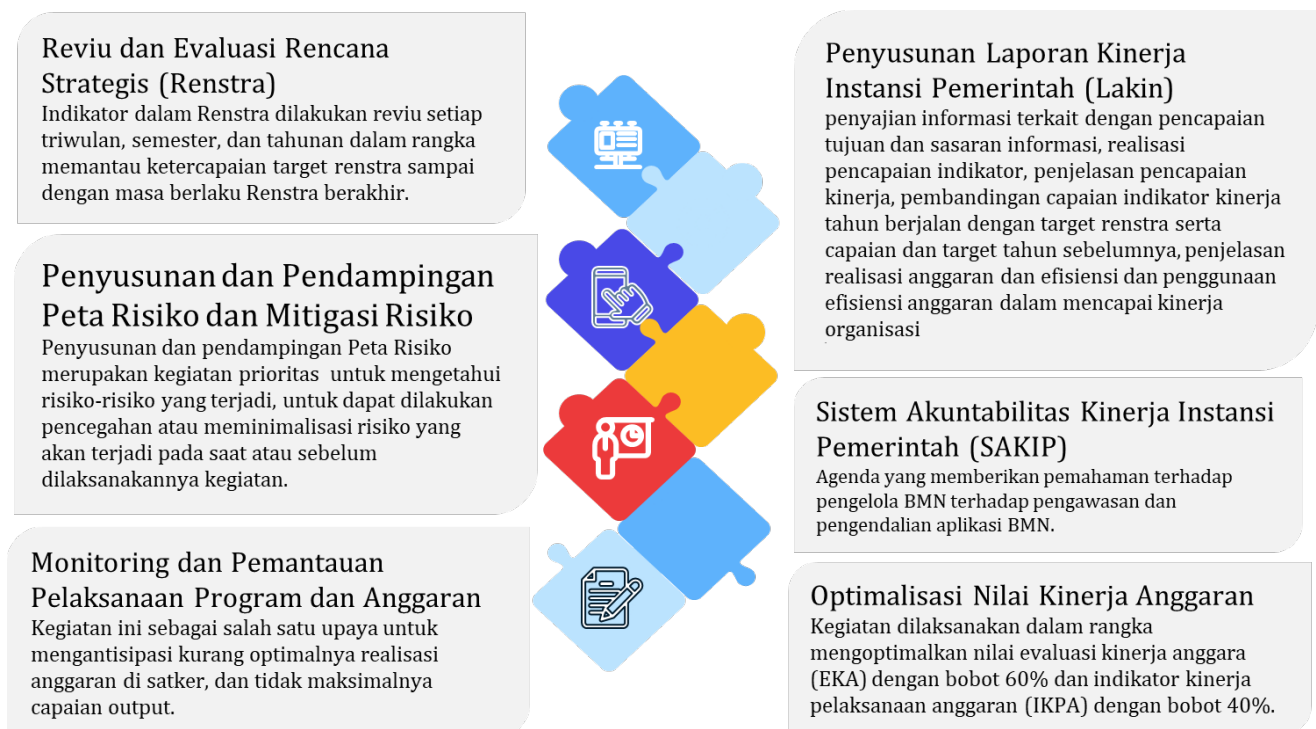 Reviu dan Evaluasi Rencana
Strategis (Renstra)
Indikator dalam Renstra dilakukan reviu setiap
triwulan, semester, dan tahunan dalam rangka
memantau ketercapaian target renstra sampai
dengan masa berlaku Renstra berakhir.
Penyusunan dan Pendampingan
Peta Risiko dan Mitigasi Risiko
Penyusunan dan pendampingan Peta Risiko
merupakan kegiatan prioritas untuk mengetahui
risiko-risiko yang terjadi, untuk dapat dilakukan
pencegahan atau meminimalisasi risiko yang
akan terjadi pada saat atau sebelum
dilaksanakannya kegiatan.
Monitoring dan Pemantauan
Pelaksanaan Program dan Anggaran
Kegiatan ini sebagai salah satu upaya untuk
mengantisipasi kurang optimalnya realisasi
anggaran di satker, dan tidak maksimalnya
capaian output.
Penyusunan Laporan Kinerja
Instansi Pemerintah (Lakin)
penyajian informasi terkait dengan pencapaian
tujuan dan sasaran informasi, realisasi
pencapaian indikator, penjelasan pencapaian
kinerja, pembandingan capaian indikator kinerja
tahun berjalan dengan target renstra serta
capaian dan target tahun sebelumnya, penjelasan
realisasi anggaran dan efisiensi dan penggunaan
efisiensi anggaran dalam mencapai kinerja
organisasi
Sistem Akuntabilitas Kinerja Instansi
Pemerintah (SAKIP)
Agenda yang memberikan pemahaman terhadap
pengelola BMN terhadap pengawasan dan
pengendalian aplikasi BMN.
Optimalisasi Nilai Kinerja Anggaran
Kegiatan dilaksanakan dalam rangka
mengoptimalkan nilai evaluasi kinerja anggara
(EKA) dengan bobot 60% dan indikator kinerja
pelaksanaan anggaran (IKPA) dengan bobot 40%.